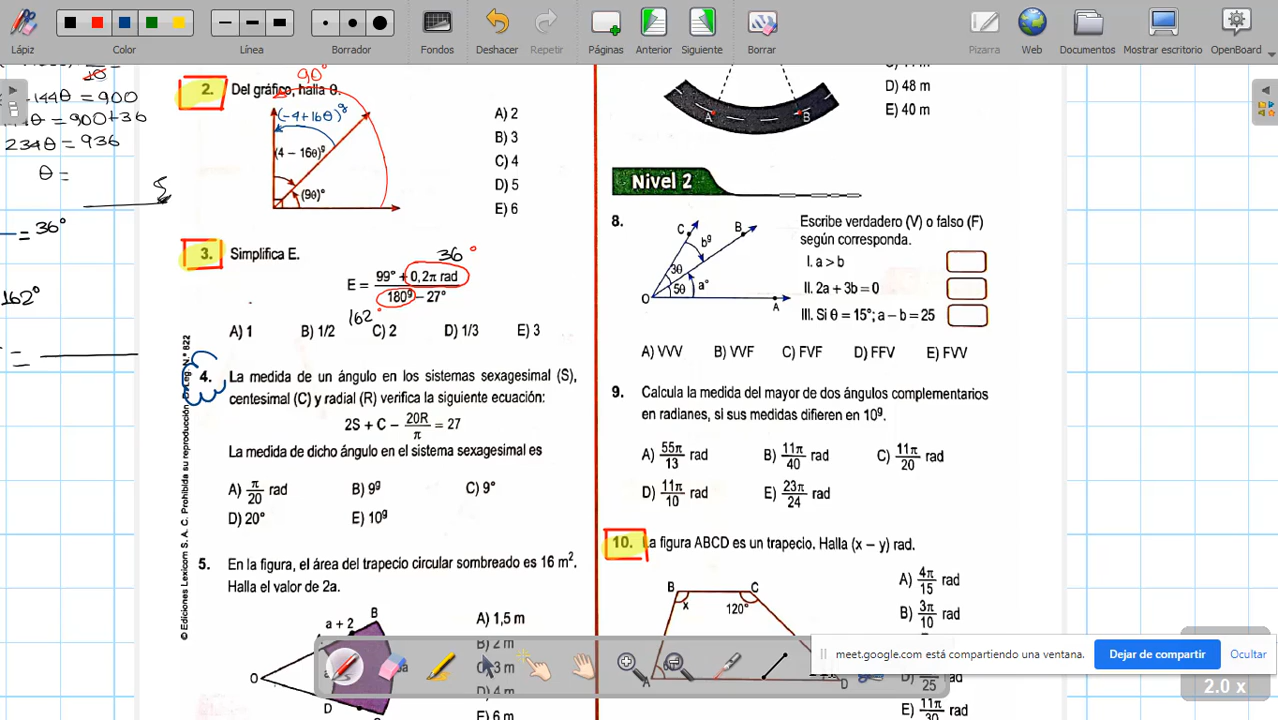 Lápiz
Color
Línea
Borrador
Fondos
Deshacer
Repetir
Páginas
Anterior
Siguiente
Borrar
Pizarra
Web
Documentos
Mostrar escritorio
OpenBoard
144θ = 900
= 900+36
234θ = 936
θ =
= 36°
162°
=
2. Del gráfico, halla θ.
90°
(-4+16θ)g
(4 – 16θ)g
(9θ)°
A) 2
B) 3
C) 4
D) 5
E) 6
3. Simplifica E.
36°
E = 99° + 0,2π rad / 180g – 27°
162°
A) 1 B) 1/2 C) 2 D) 1/3 E) 3
4. La medida de un ángulo en los sistemas sexagesimal (S),
centesimal (C) y radial (R) verifica la siguiente ecuación:
2S + C – 20R/π = 27
La medida de dicho ángulo en el sistema sexagesimal es
A) π/20 rad B) 9g C) 9°
D) 20° E) 10g
5. En la figura, el área del trapecio circular sombreado es 16 m².
Halla el valor de 2a.
a + 2
B
O
D
a
A) 1,5 m
B) 2 m
C) 3 m
D) 4 m
E) 6 m
© Ediciones Lexicom S. A. C. Prohibida su reproducción. D. Leg. N.º 822
A
B
D) 48 m
E) 40 m
Nivel 2
8. Escribe verdadero (V) o falso (F)
según corresponda.
I. a > b
II. 2a + 3b = 0
III. Si θ = 15°; a – b = 25
C
B
bg
3θ
5θ
a°
O
A
A) VVV B) VVF C) FVF D) FFV E) FVV
9. Calcula la medida del mayor de dos ángulos complementarios
en radianes, si sus medidas difieren en 10g.
A) 55π/13 rad B) 11π/40 rad C) 11π/20 rad
D) 11π/10 rad E) 23π/24 rad
10. La figura ABCD es un trapecio. Halla (x – y) rad.
B
C
x
120°
A
D
A) 4π/15 rad
B) 3π/10 rad
D) /25 rad
E) 11π/30 rad
meet.google.com está compartiendo una ventana.
Dejar de compartir
Ocultar
2.0 x